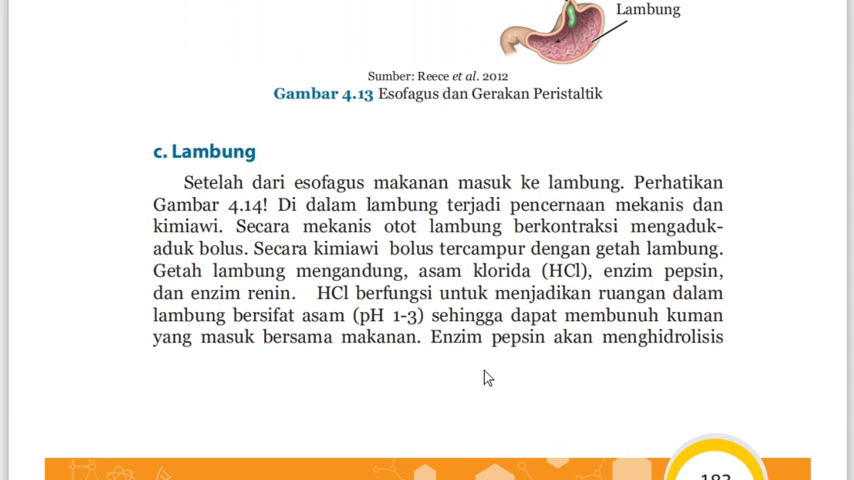 Lambung
Sumber: Reece et al. 2012
Gambar 4.13 Esofagus dan Gerakan Peristaltik
c. Lambung
Setelah dari esofagus makanan masuk ke lambung. Perhatikan
Gambar 4.14! Di dalam lambung terjadi pencernaan mekanis dan
kimiawi. Secara mekanis otot lambung berkontraksi mengaduk-
aduk bolus. Secara kimiawi bolus tercampur dengan getah lambung.
Getah lambung mengandung, asam klorida (HCl), enzim pepsin,
dan enzim renin. HCl berfungsi untuk menjadikan ruangan dalam
lambung bersifat asam (pH 1-3) sehingga dapat membunuh kuman
yang masuk bersama makanan. Enzim pepsin akan menghidrolisis
183